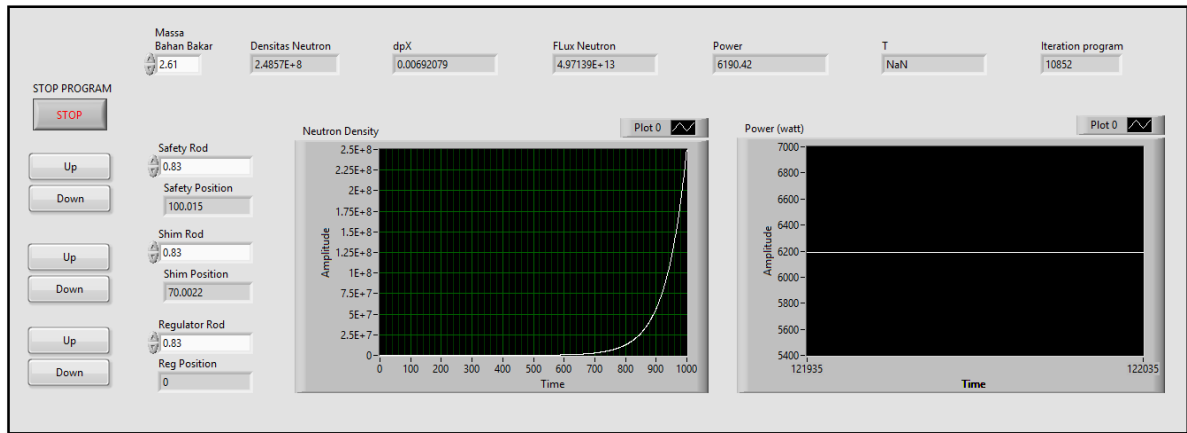 Massa
Bahan Bakar
2.61
Densitas Neutron
2.4857E+8
dpX
0.00692079
FLux Neutron
4.97139E+13
Power
6190.42
T
NaN
Iteration program
10852
STOP PROGRAM
STOP
Up
Down
Safety Rod
0.83
Safety Position
100.015
Up
Down
Shim Rod
0.83
Shim Position
70.0022
Up
Down
Regulator Rod
0.83
Reg Position
0
Neutron Density
Plot 0
Amplitude
2.5E+8
2.25E+8
2E+8
1.75E+8
1.5E+8
1.25E+8
1E+8
7.5E+7
5E+7
2.5E+7
0
0 100 200 300 400 500 600 700 800 900 1000
Time
Power (watt)
Plot 0
Amplitude
7000
6800
6600
6400
6200
6000
5800
5600
5400
121935 122035
Time